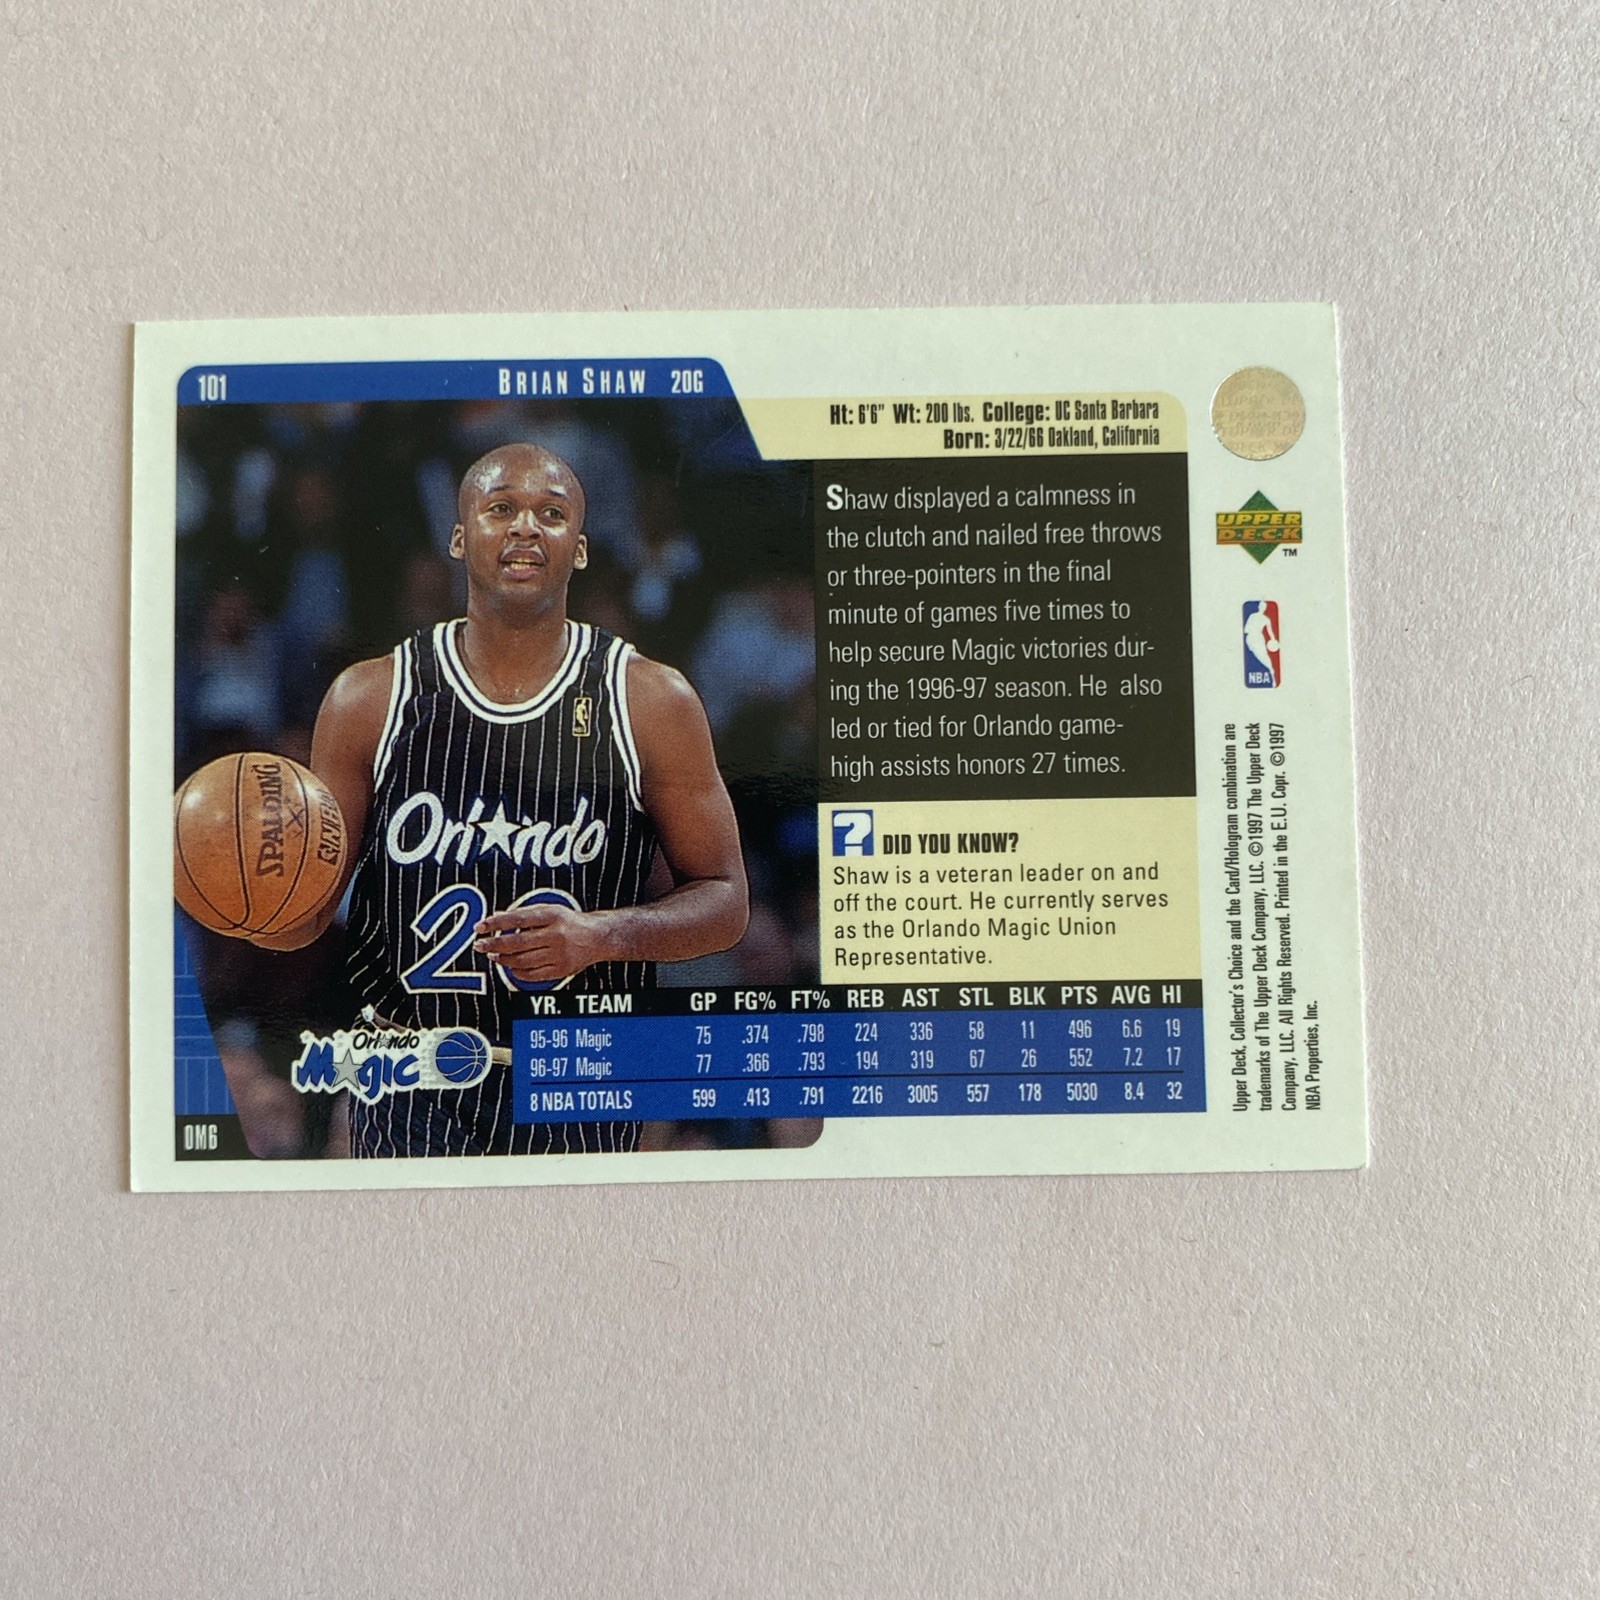 101 BRIAN SHAW 20G
Ht: 6'6" Wt: 200 lbs. College: UC Santa Barbara
Born: 3/22/66 Oakland, California
Shaw displayed a calmness in
the clutch and nailed free throws
or three-pointers in the final
minute of games five times to
help secure Magic victories dur-
ing the 1996-97 season. He also
led or tied for Orlando game-
high assists honors 27 times.
? DID YOU KNOW?
Shaw is a veteran leader on and
off the court. He currently serves
as the Orlando Magic Union
Representative.
YR. TEAM GP FG% FT% REB AST STL BLK PTS AVG HI
95-96 Magic 75 .374 .798 224 336 58 11 496 6.6 19
96-97 Magic 77 .366 .793 194 319 67 26 552 7.2 17
8 NBA TOTALS 599 .413 .791 2216 3005 557 178 5030 8.4 32
SPALDING
NBA
Orlando
20
Orlando
Magic
OM6
UPPER
DECK
TM
NBA
Upper Deck, Collector's Choice and the Card/Hologram combination are
trademarks of The Upper Deck Company, LLC. ©1997 The Upper Deck
Company, LLC. All Rights Reserved. Printed in the E.U. Copr. ©1997
NBA Properties, Inc.